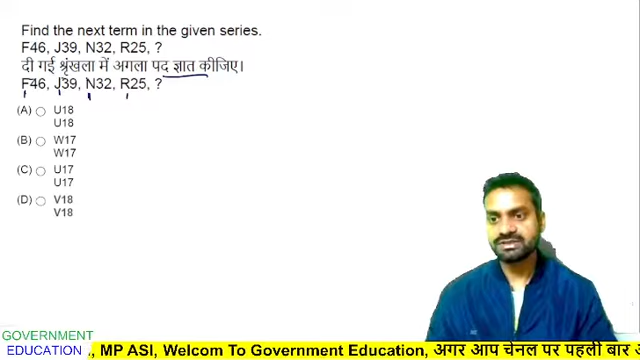 Find the next term in the given series.
F46, J39, N32, R25, ?
दी गई श्रृंखला में अगला पद ज्ञात कीजिए।
F46, J39, N32, R25, ?
(A) U18
U18
(B) W17
W17
(C) U17
U17
(D) V18
V18
GOVERNMENT
EDUCATION
., MP ASI, Welcom To Government Education, अगर आप चेनल पर पहली बार